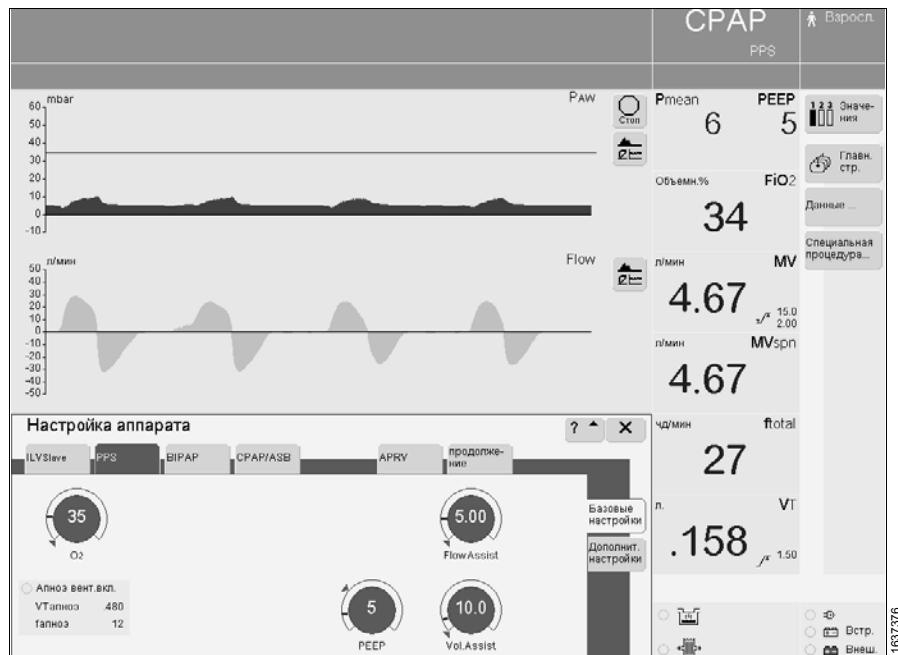 CPAP
PPS
Взросл.
mbar
Paw
60
50
40
30
20
10
0
-10
Стоп
л/мин
Flow
50
40
30
20
10
0
-10
-20
-30
-40
-50
Pmean PEEP
6 5
Объемн.% FiO2
34
л/мин MV
4.67
15.0
2.00
л/мин MVspn
4.67
чд/мин ftotal
27
л. VT
.158
1.50
1 2 3 Значе-
ния
Главн.
стр.
Данные ...
Специальная
процедура...
Настройка аппарата
?
ILVSlave PPS BIPAP CPAP/ASB APRV продолже-
ние
35
O2
5.00
FlowAssist
Базовые
настройки
Дополнит.
настройки
Апноэ вент.вкл.
VTапноэ .480
fапноэ 12
5
PEEP
10.0
Vol.Assist
Встр.
Внеш.
1637376